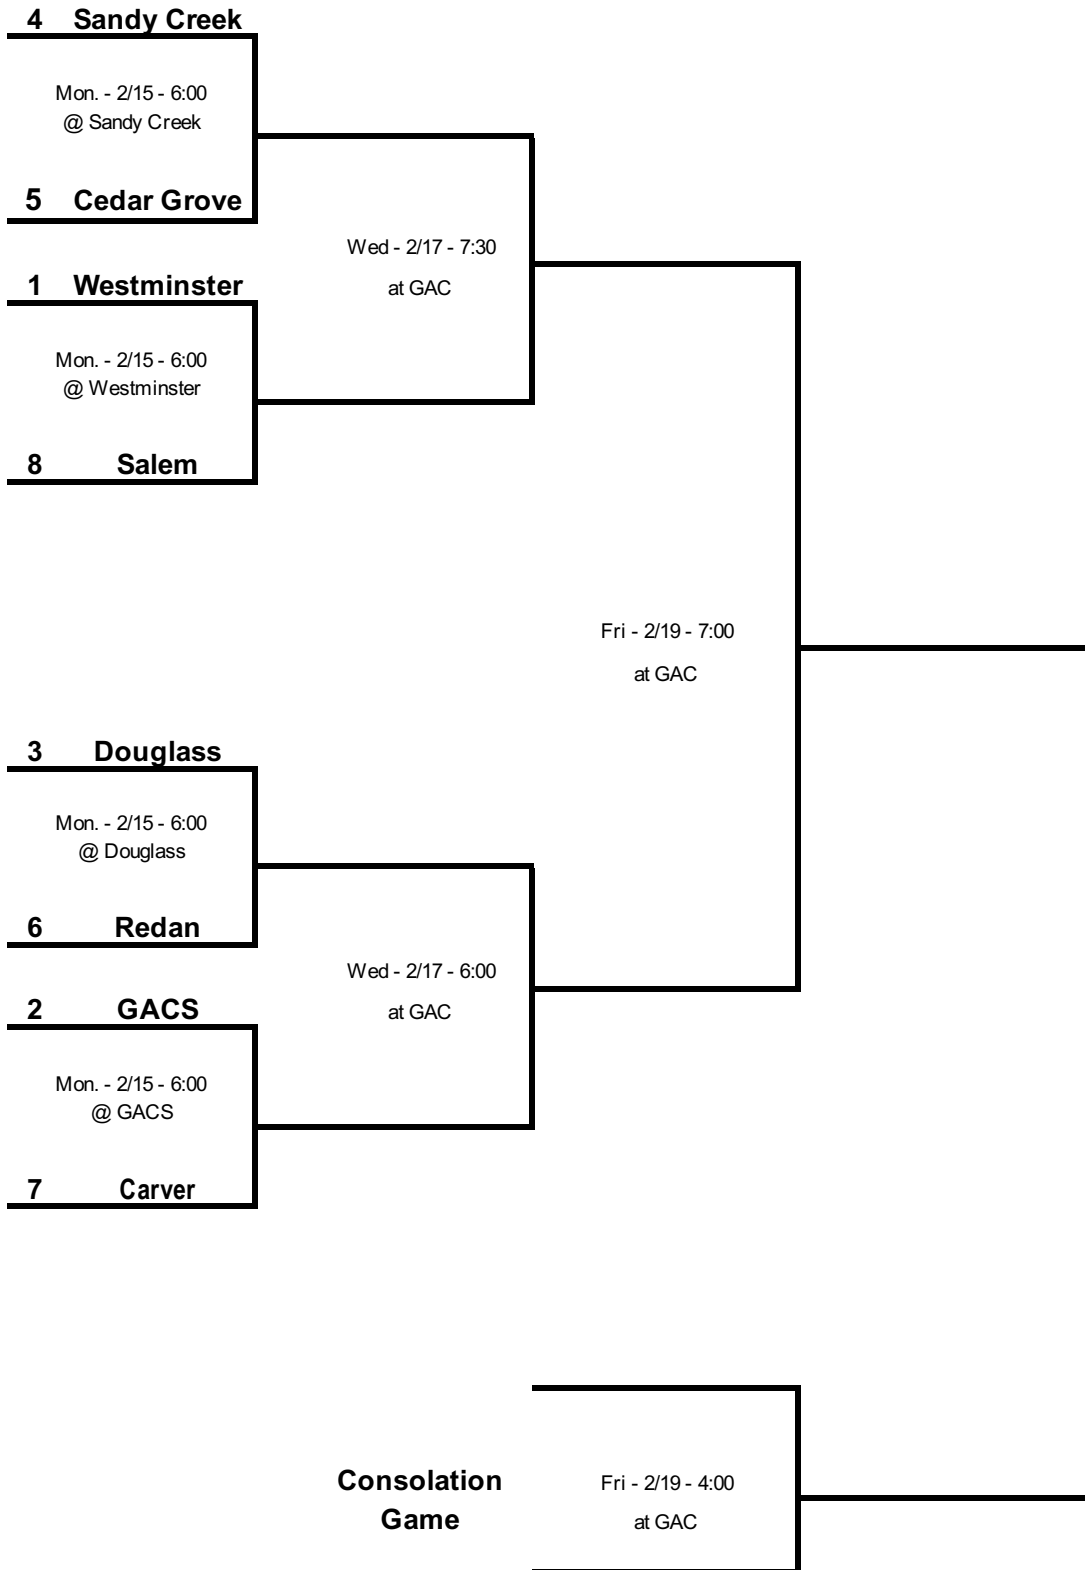 4 Sandy Creek
Mon. - 2/15 - 6:00
@ Sandy Creek
5 Cedar Grove
Wed - 2/17 - 7:30
at GAC
1 Westminster
Mon. - 2/15 - 6:00
@ Westminster
8 Salem
Fri - 2/19 - 7:00
at GAC
3 Douglass
Mon. - 2/15 - 6:00
@ Douglass
6 Redan
Wed - 2/17 - 6:00
at GAC
2 GACS
Mon. - 2/15 - 6:00
@ GACS
7 Carver
Consolation
Game
Fri - 2/19 - 4:00
at GAC